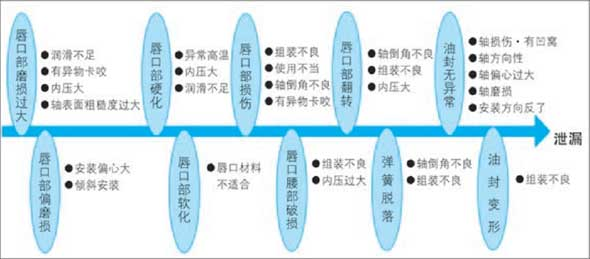 唇口部磨损过大
●润滑不足
●有异物卡咬
●内压大
●轴表面粗糙度过大
唇口部硬化
●异常高温
●内压大
●润滑不足
唇口部损伤
●组装不良
●使用不当
●轴倒角不良
●有异物卡咬
唇口部翻转
●轴倒角不良
●组装不良
●内压大
油封无异常
●轴损伤·有凹窝
●轴方向性
●轴偏心过大
●轴磨损
●安装方向反了
泄漏
唇口部偏磨损
●安装偏心大
●倾斜安装
唇口部软化
●唇口材料
不适合
唇口腰部破损
●组装不良
●内压过大
弹簧脱落
●轴倒角不良
●组装不良
油封变形
●组装不良